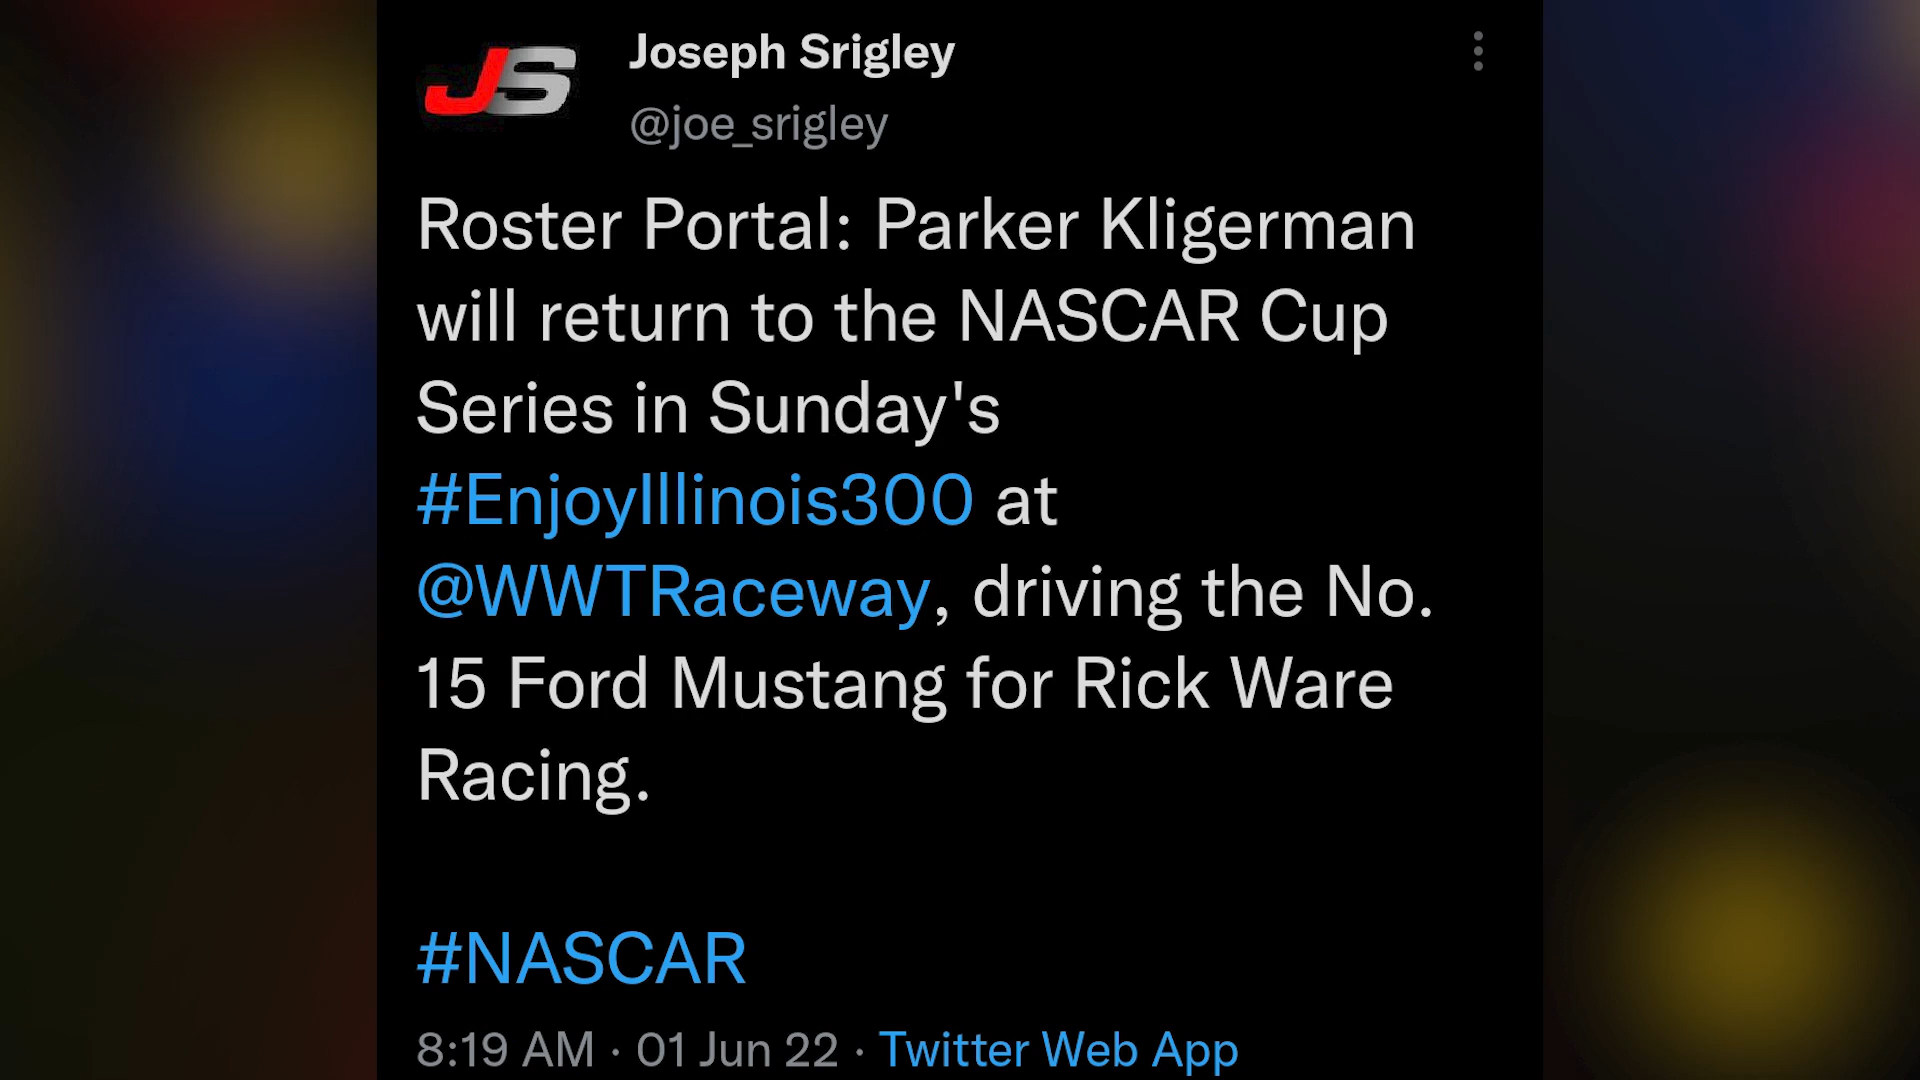 JS
Joseph Srigley
@joe_srigley
Roster Portal: Parker Kligerman
will return to the NASCAR Cup
Series in Sunday's
#EnjoyIllinois300 at
@WWTRaceway, driving the No.
15 Ford Mustang for Rick Ware
Racing.
#NASCAR
8:19 AM · 01 Jun 22 · Twitter Web App